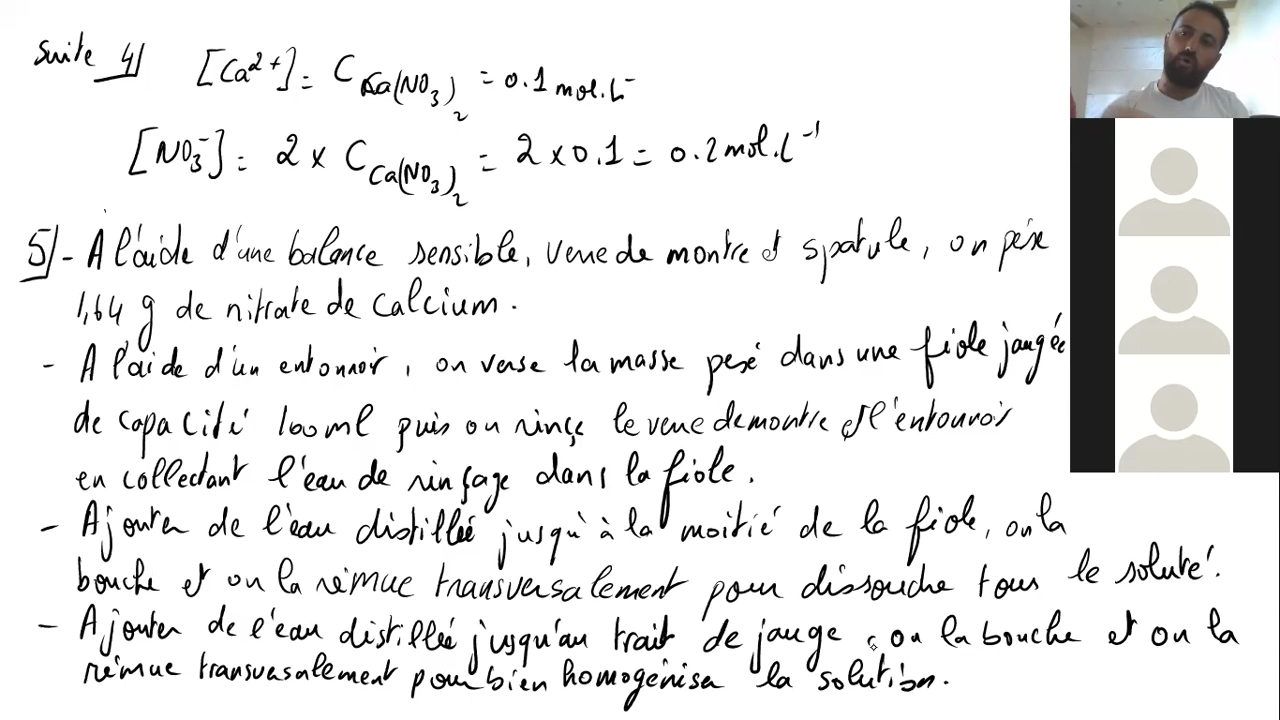 Suite 4/ [Ca²⁺] = C Ca(NO₃)₂ = 0.1 mol.L⁻
[NO₃⁻] = 2 × C Ca(NO₃)₂ = 2 × 0.1 = 0.2 mol.L⁻¹
5/ - A l'aide d'une balance sensible, verre de montre et spatule, on pèse
1,64 g de nitrate de calcium.
- A l'aide d'un entonnoir, on verse la masse pesé dans une fiole jaugée
de capacité 100ml puis on rinçe le verre de montre et l'entonnoir
en collectant l'eau de rinçage dans la fiole.
- Ajouter de l'eau distillée jusqu'à la moitié de la fiole, on la
bouche et on la rémue transversalement pour dissoudre tous le soluté.
- Ajouter de l'eau distillée jusqu'au trait de jauge, on la bouche et on la
rémue transversalement pour bien homogéniser la solution.